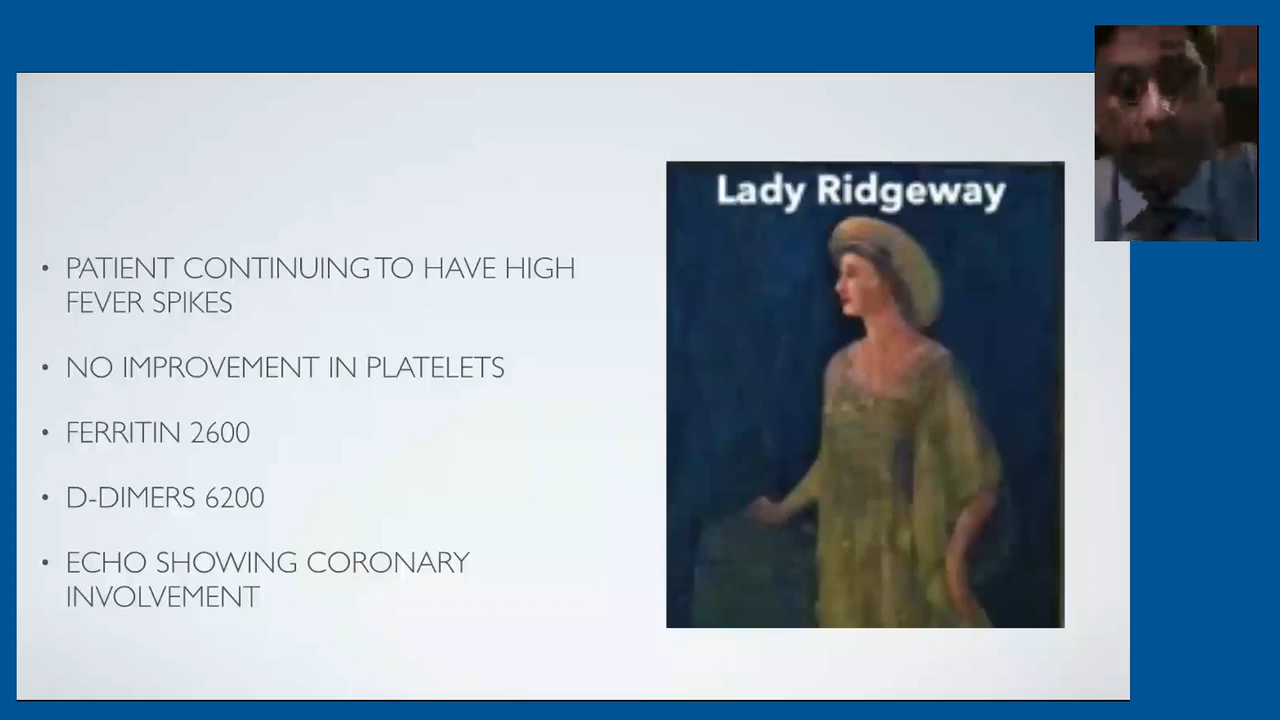 Lady Ridgeway
• PATIENT CONTINUING TO HAVE HIGH
FEVER SPIKES
• NO IMPROVEMENT IN PLATELETS
• FERRITIN 2600
• D-DIMERS 6200
• ECHO SHOWING CORONARY
INVOLVEMENT